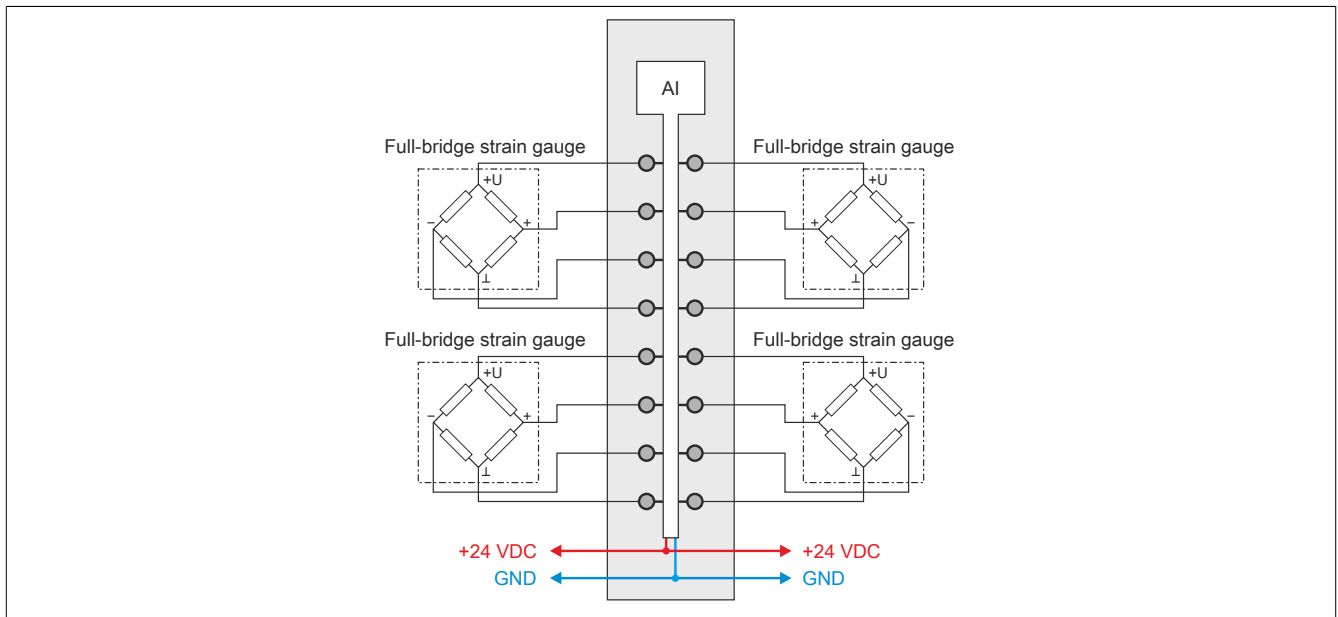 AI
Full-bridge strain gauge
Full-bridge strain gauge
+U
+U
− +
+ −
⊥
⊥
Full-bridge strain gauge
Full-bridge strain gauge
+U
+U
− +
+ −
⊥
⊥
+24 VDC
+24 VDC
GND
GND